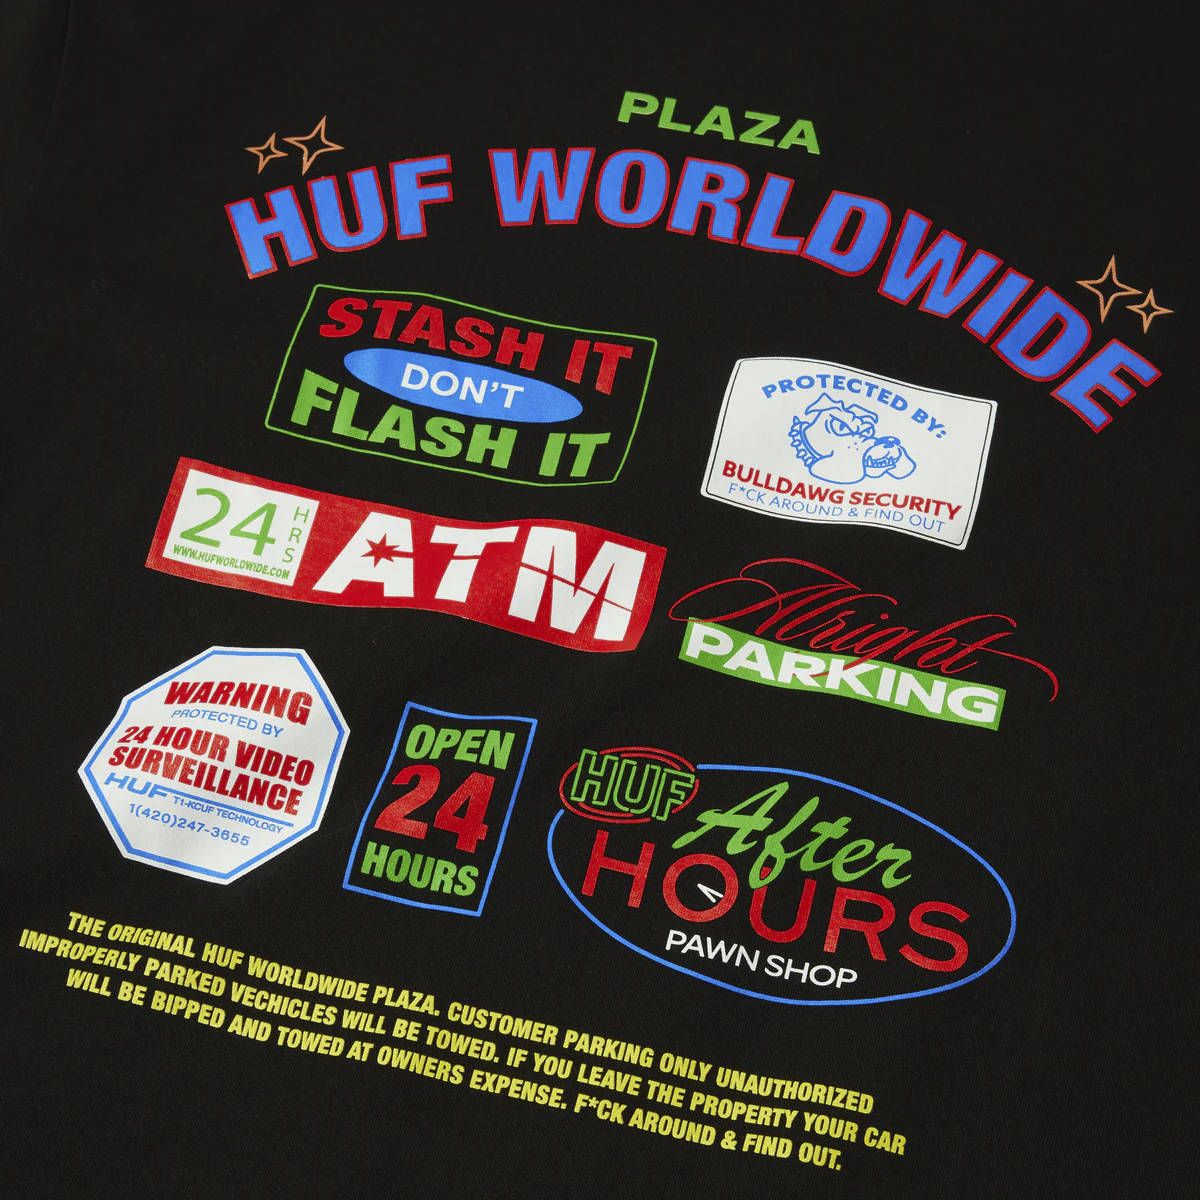 PLAZA
HUF WORLDWIDE
STASH IT
DON'T
FLASH IT
PROTECTED BY:
BULLDAWG SECURITY
F*CK AROUND & FIND OUT
24 HRS
WWW.HUFWORLDWIDE.COM
ATM
Alright
PARKING
WARNING
PROTECTED BY
24 HOUR VIDEO
SURVEILLANCE
HUF T1-KCUF TECHNOLOGY
1(420)247-3655
OPEN
24
HOURS
HUF
After
HOURS
PAWN SHOP
THE ORIGINAL HUF WORLDWIDE PLAZA. CUSTOMER PARKING ONLY UNAUTHORIZED
IMPROPERLY PARKED VECHICLES WILL BE TOWED. IF YOU LEAVE THE PROPERTY YOUR CAR
WILL BE BIPPED AND TOWED AT OWNERS EXPENSE. F*CK AROUND & FIND OUT.